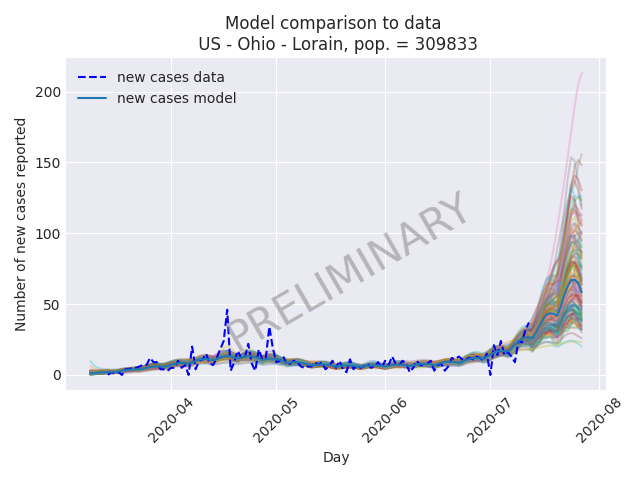 Model comparison to data
US - Ohio - Lorain, pop. = 309833
new cases data
new cases model
Number of new cases reported
200
150
100
50
0
PRELIMINARY
2020-04
2020-05
2020-06
2020-07
2020-08
Day